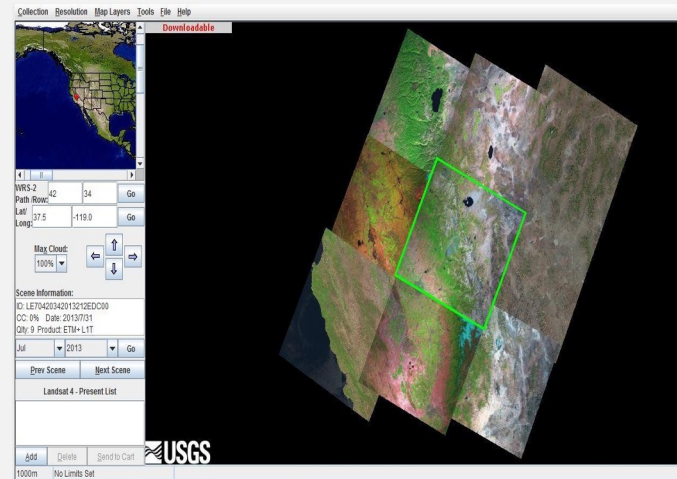 Collection Resolution Map Layers Tools File Help
Downloadable
WRS-2
Path /Row: 42 34 Go
Lat/
Long: 37.5 -119.0 Go
Max Cloud:
100%
Scene Information:
ID: LE70420342013212EDC00
CC: 0% Date: 2013/7/31
Qlty: 9 Product: ETM+ L1T
Jul 2013 Go
Prev Scene Next Scene
Landsat 4 - Present List
Add Delete Send to Cart
USGS
1000m No Limits Set